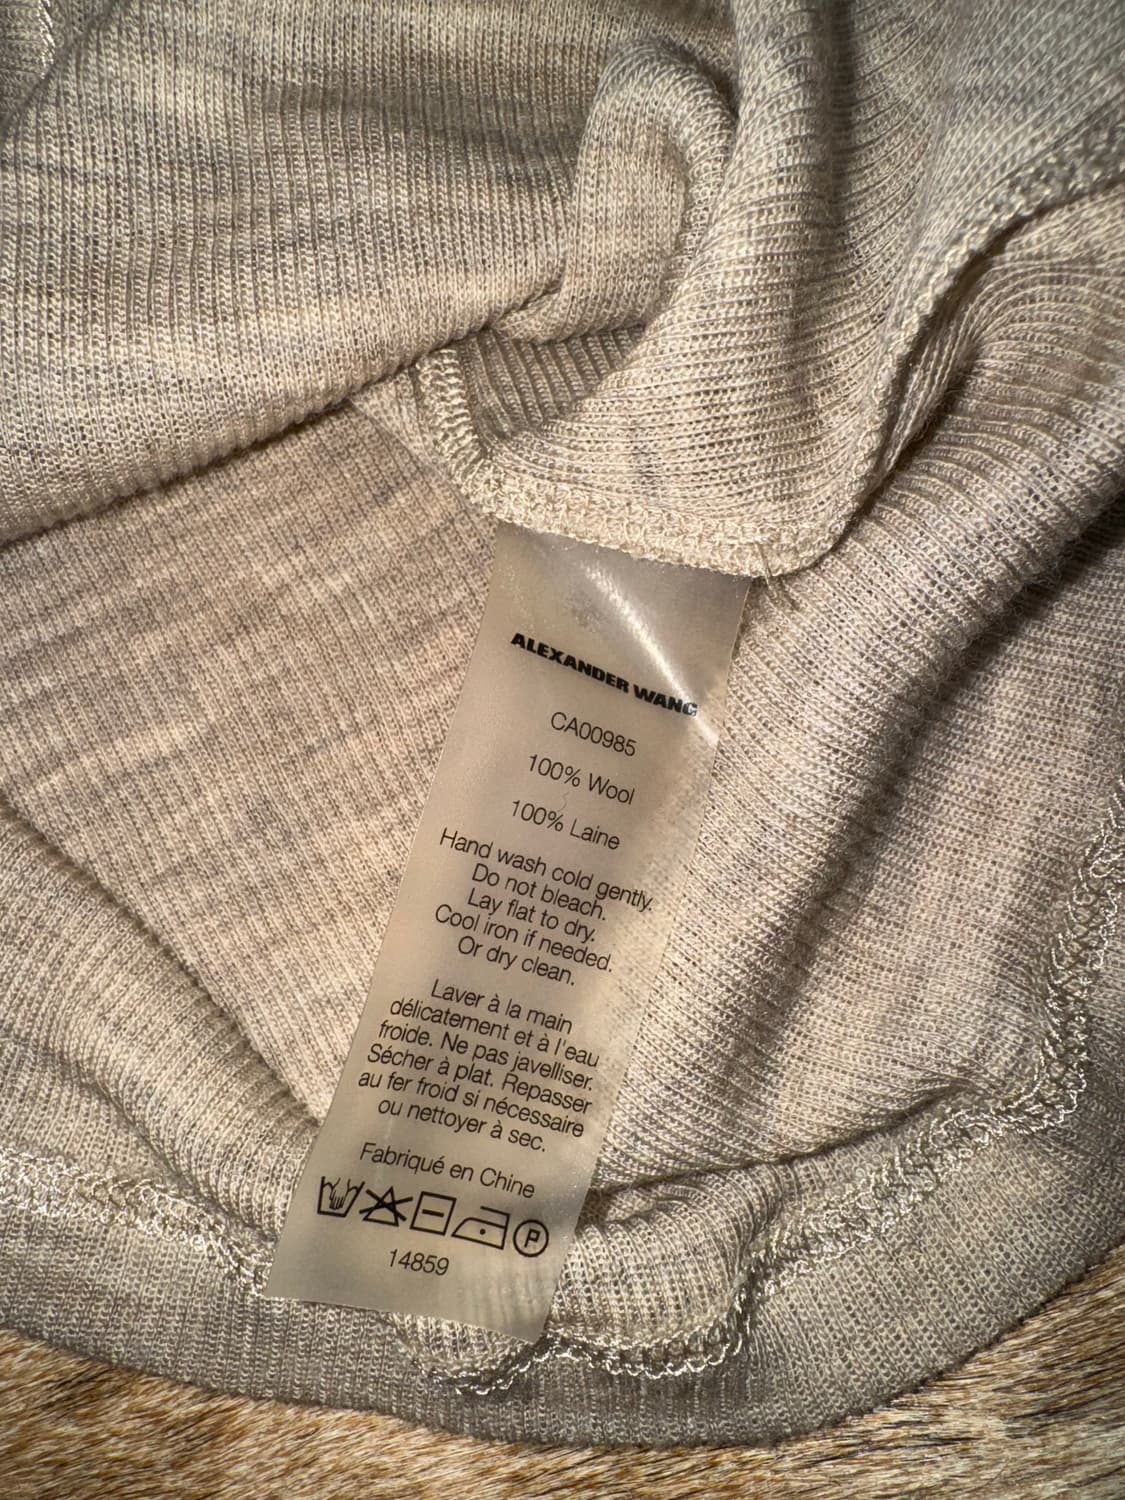 ALEXANDER WANG
CA00985
100% Wool
100% Laine
Hand wash cold gently.
Do not bleach.
Lay flat to dry.
Cool iron if needed.
Or dry clean.
Laver à la main
délicatement et à l'eau
froide. Ne pas javelliser.
Sécher à plat. Repasser
au fer froid si nécessaire
ou nettoyer à sec.
Fabriqué en Chine
P
14859